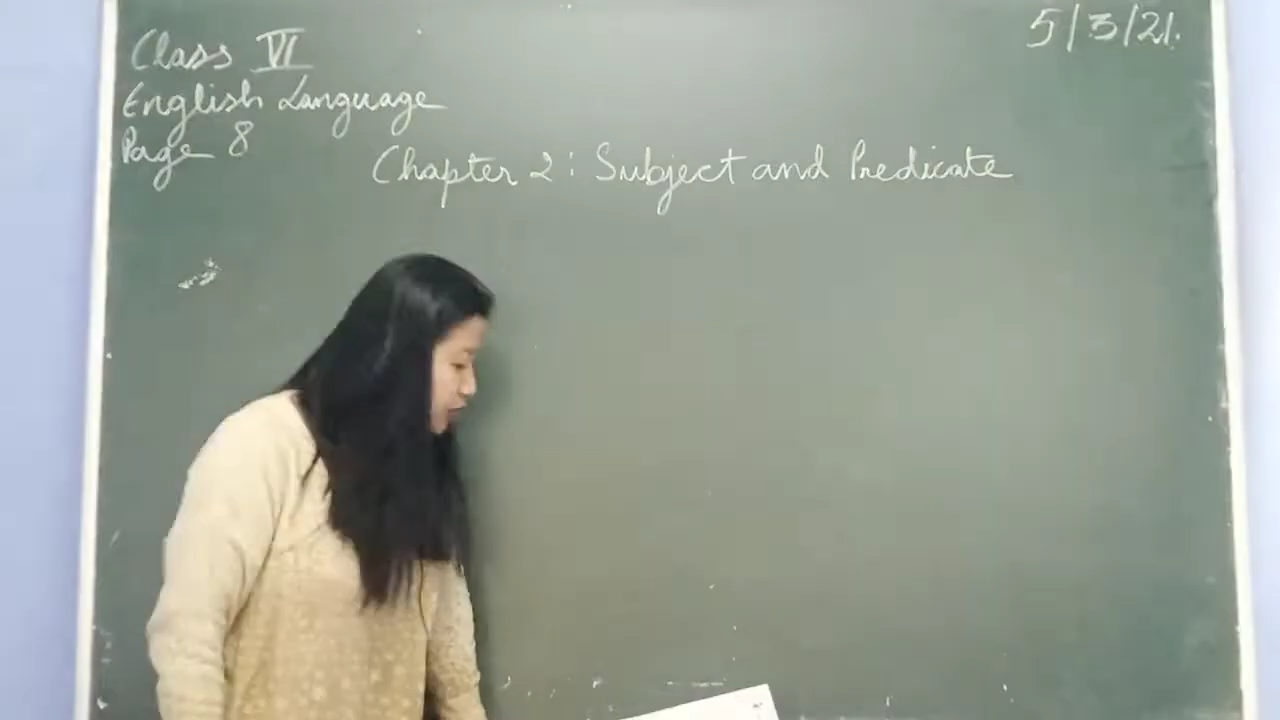 Class VI
5/3/21.
English Language
Page 8
Chapter 2: Subject and Predicate